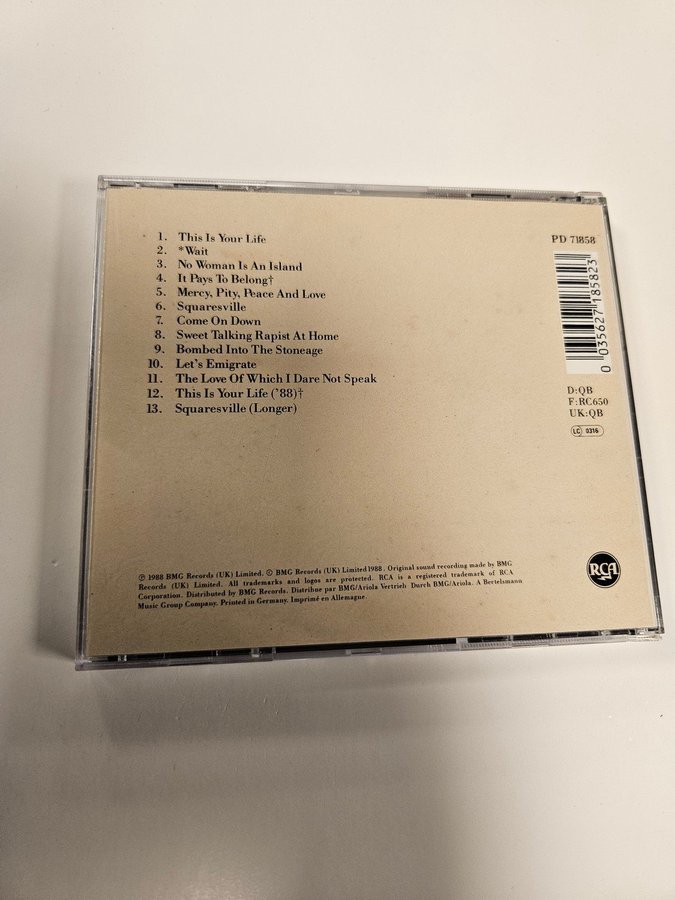 1. This Is Your Life
2. *Wait
3. No Woman Is An Island
4. It Pays To Belong†
5. Mercy, Pity, Peace And Love
6. Squaresville
7. Come On Down
8. Sweet Talking Rapist At Home
9. Bombed Into The Stoneage
10. Let's Emigrate
11. The Love Of Which I Dare Not Speak
12. This Is Your Life ('88)†
13. Squaresville (Longer)
PD 71858
0 035627 185823
D:QB
F:RC650
UK:QB
LC 0316
℗ 1988 BMG Records (UK) Limited. © BMG Records (UK) Limited 1988. Original sound recording made by BMG
Records (UK) Limited. All trademarks and logos are protected. RCA is a registered trademark of RCA
Corporation. Distributed by BMG Records. Distribue par BMG/Ariola Vertrieb Durch BMG/Ariola. A Bertelsmann
Music Group Company. Printed in Germany. Imprimé en Allemagne.
RCA